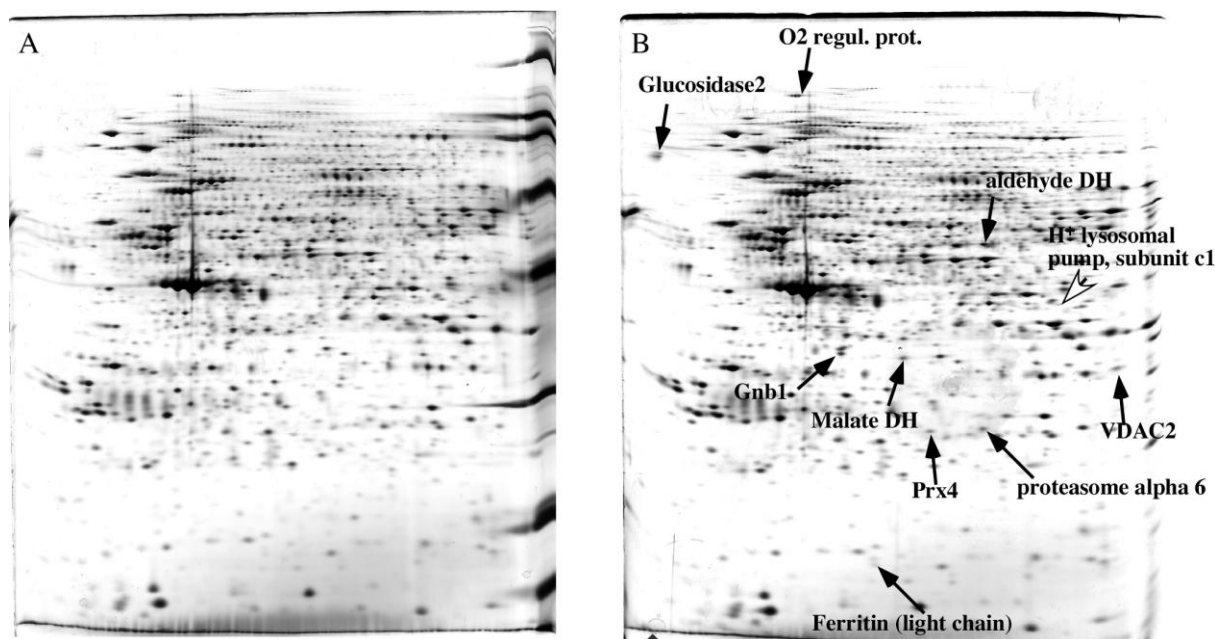 A
B
O2 regul. prot.
Glucosidase2
aldehyde DH
H+ lysosomal
pump, subunit c1
Gnb1
Malate DH
VDAC2
Prx4
proteasome alpha 6
Ferritin (light chain)